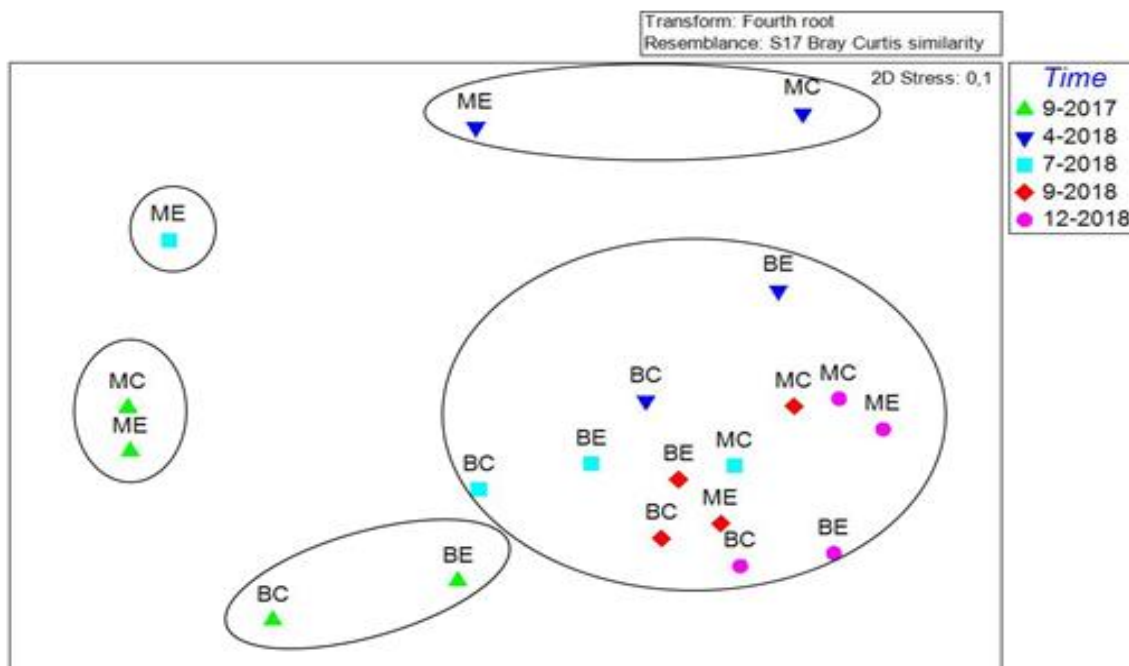 Transform: Fourth root
Resemblance: S17 Bray Curtis similarity
2D Stress: 0,1
Time
9-2017
4-2018
7-2018
9-2018
12-2018
ME
MC
ME
BE
MC
ME
BC
MC
MC
ME
BE
BE
MC
BC
BC
ME
BC
BE
BE
BC